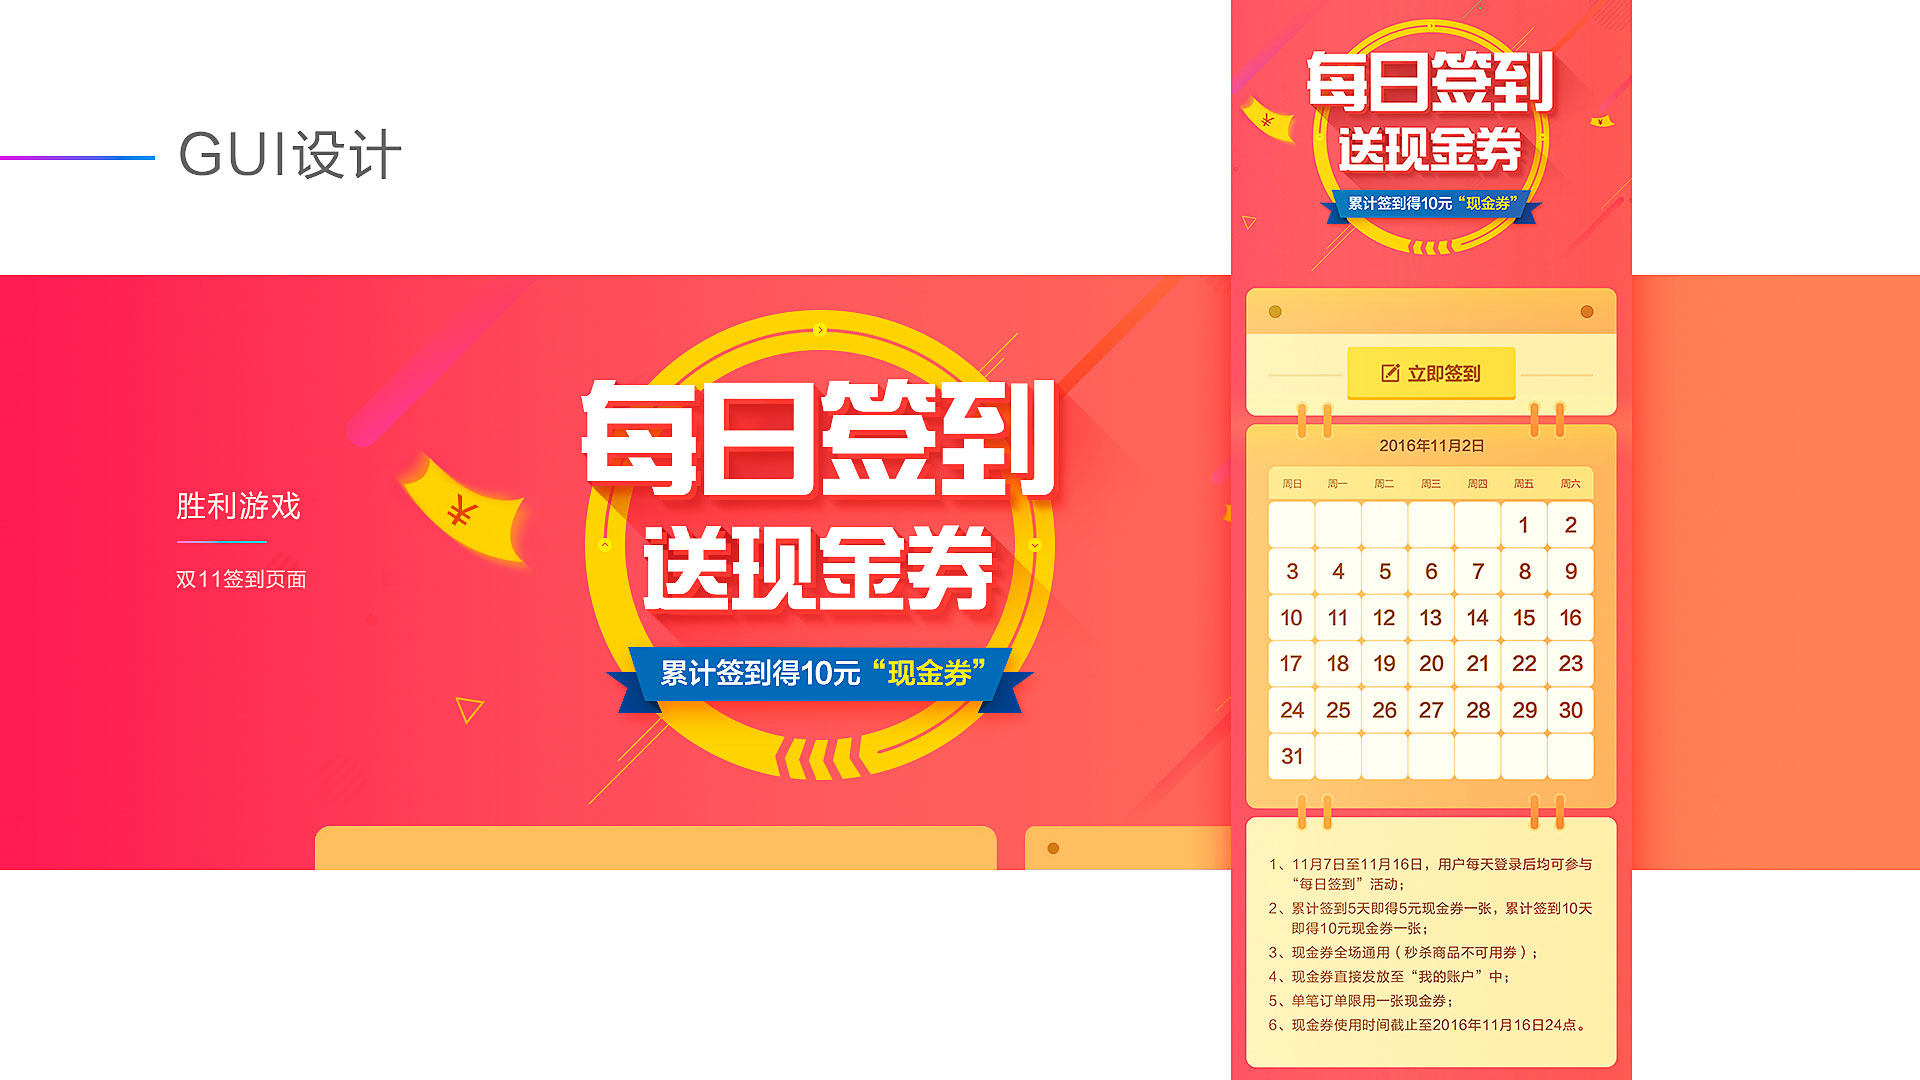 GUI设计
胜利游戏
双11签到页面
每日签到
送现金券
累计签到得10元“现金券”
每日签到
送现金券
累计签到得10元“现金券”
立即签到
2016年11月2日
周日 周一 周二 周三 周四 周五 周六
1 2
3 4 5 6 7 8 9
10 11 12 13 14 15 16
17 18 19 20 21 22 23
24 25 26 27 28 29 30
31
1、11月7日至11月16日，用户每天登录后均可参与
“每日签到”活动；
2、累计签到5天即得5元现金券一张，累计签到10天
即得10元现金券一张；
3、现金券全场通用（秒杀商品不可用券）；
4、现金券直接发放至“我的账户”中；
5、单笔订单限用一张现金券；
6、现金券使用时间截止至2016年11月16日24点。